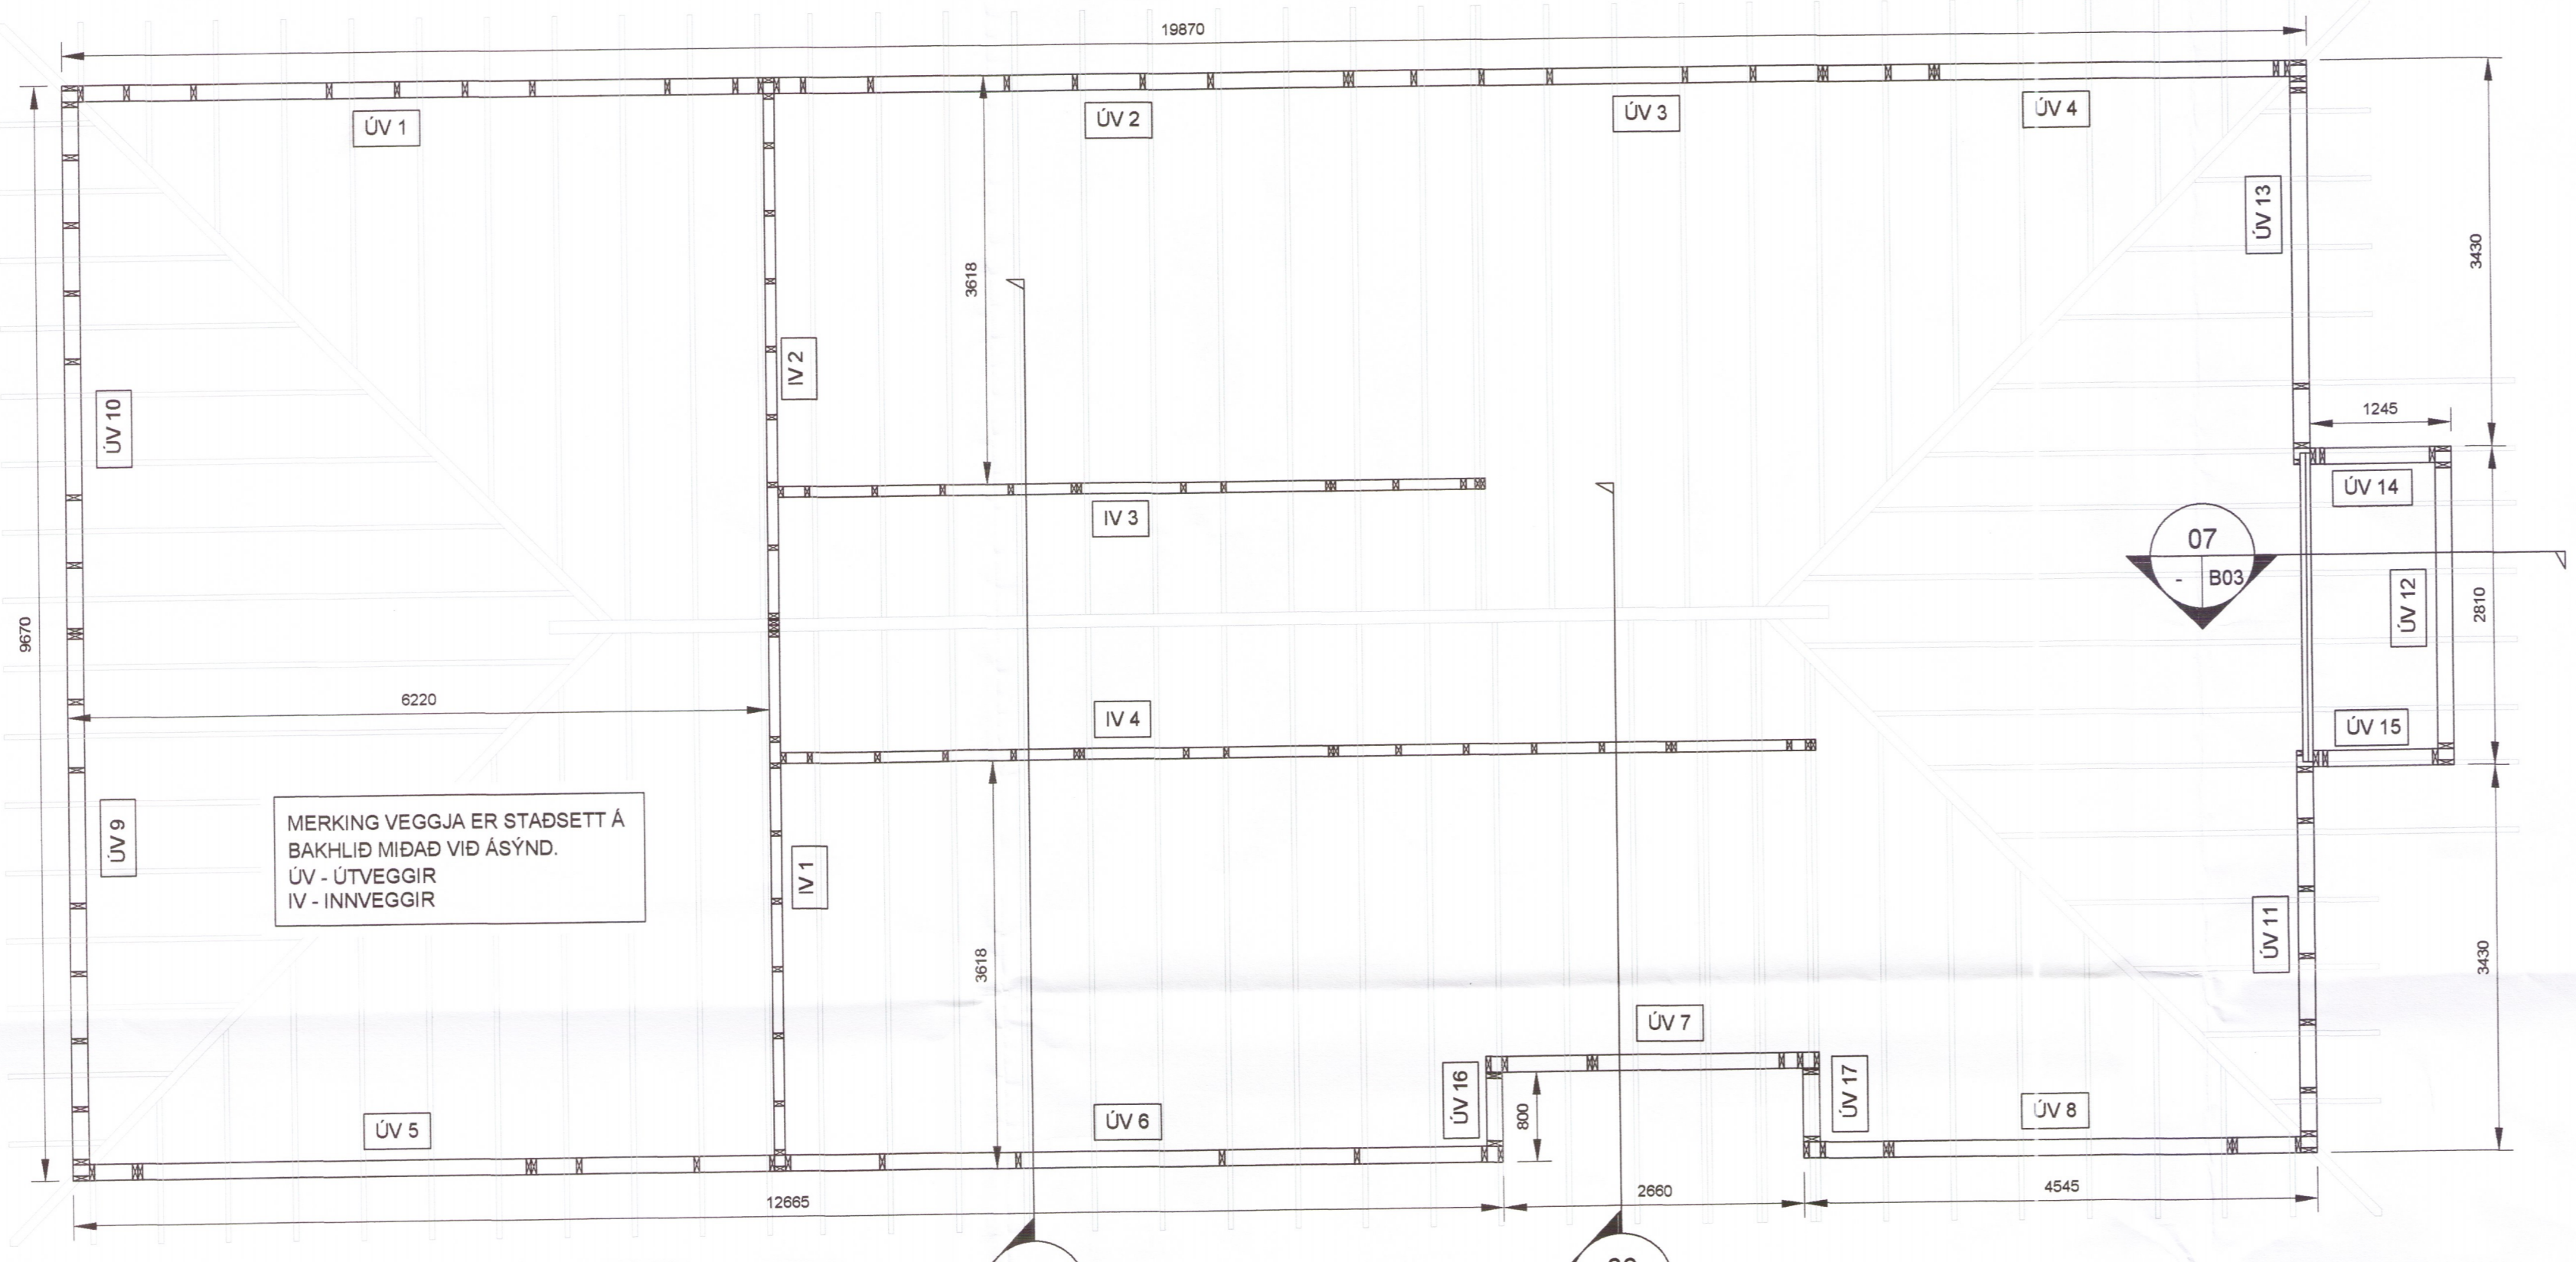 19870
ÚV 1
ÚV 2
ÚV 3
ÚV 4
ÚV 13
3430
3618
IV 2
ÚV 10
1245
ÚV 14
IV 3
07
- B03
ÚV 12
2810
9670
6220
IV 4
ÚV 15
MERKING VEGGJA ER STAÐSETT Á
BAKHLIÐ MIÐAÐ VIÐ ÁSÝND.
ÚV - ÚTVEGGIR
IV - INNVEGGIR
ÚV 9
IV 1
3618
ÚV 11
3430
ÚV 7
ÚV 16
800
ÚV 17
ÚV 5
ÚV 6
ÚV 8
12665
2660
4545